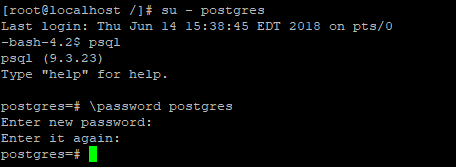 [root@localhost /]# su - postgres
Last login: Thu Jun 14 15:38:45 EDT 2018 on pts/0
-bash-4.2$ psql
psql (9.3.23)
Type "help" for help.
postgres=# \password postgres
Enter new password:
Enter it again:
postgres=#